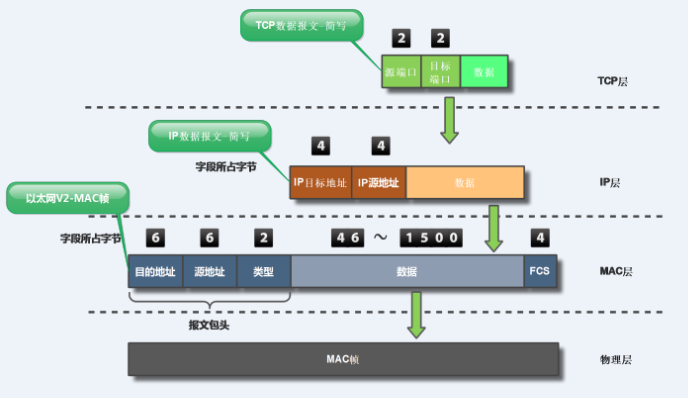 TCP数据报文 简写
2 2
源端口 目标端口 数据
TCP层
IP数据报文 简写
4 4
字段所占字节
IP目标地址 IP源地址 数据
IP层
以太网V2-MAC帧
字段所占字节 6 6 2 46 ~ 1500 4
目的地址 源地址 类型 数据 FCS
MAC层
报文包头
MAC帧
物理层